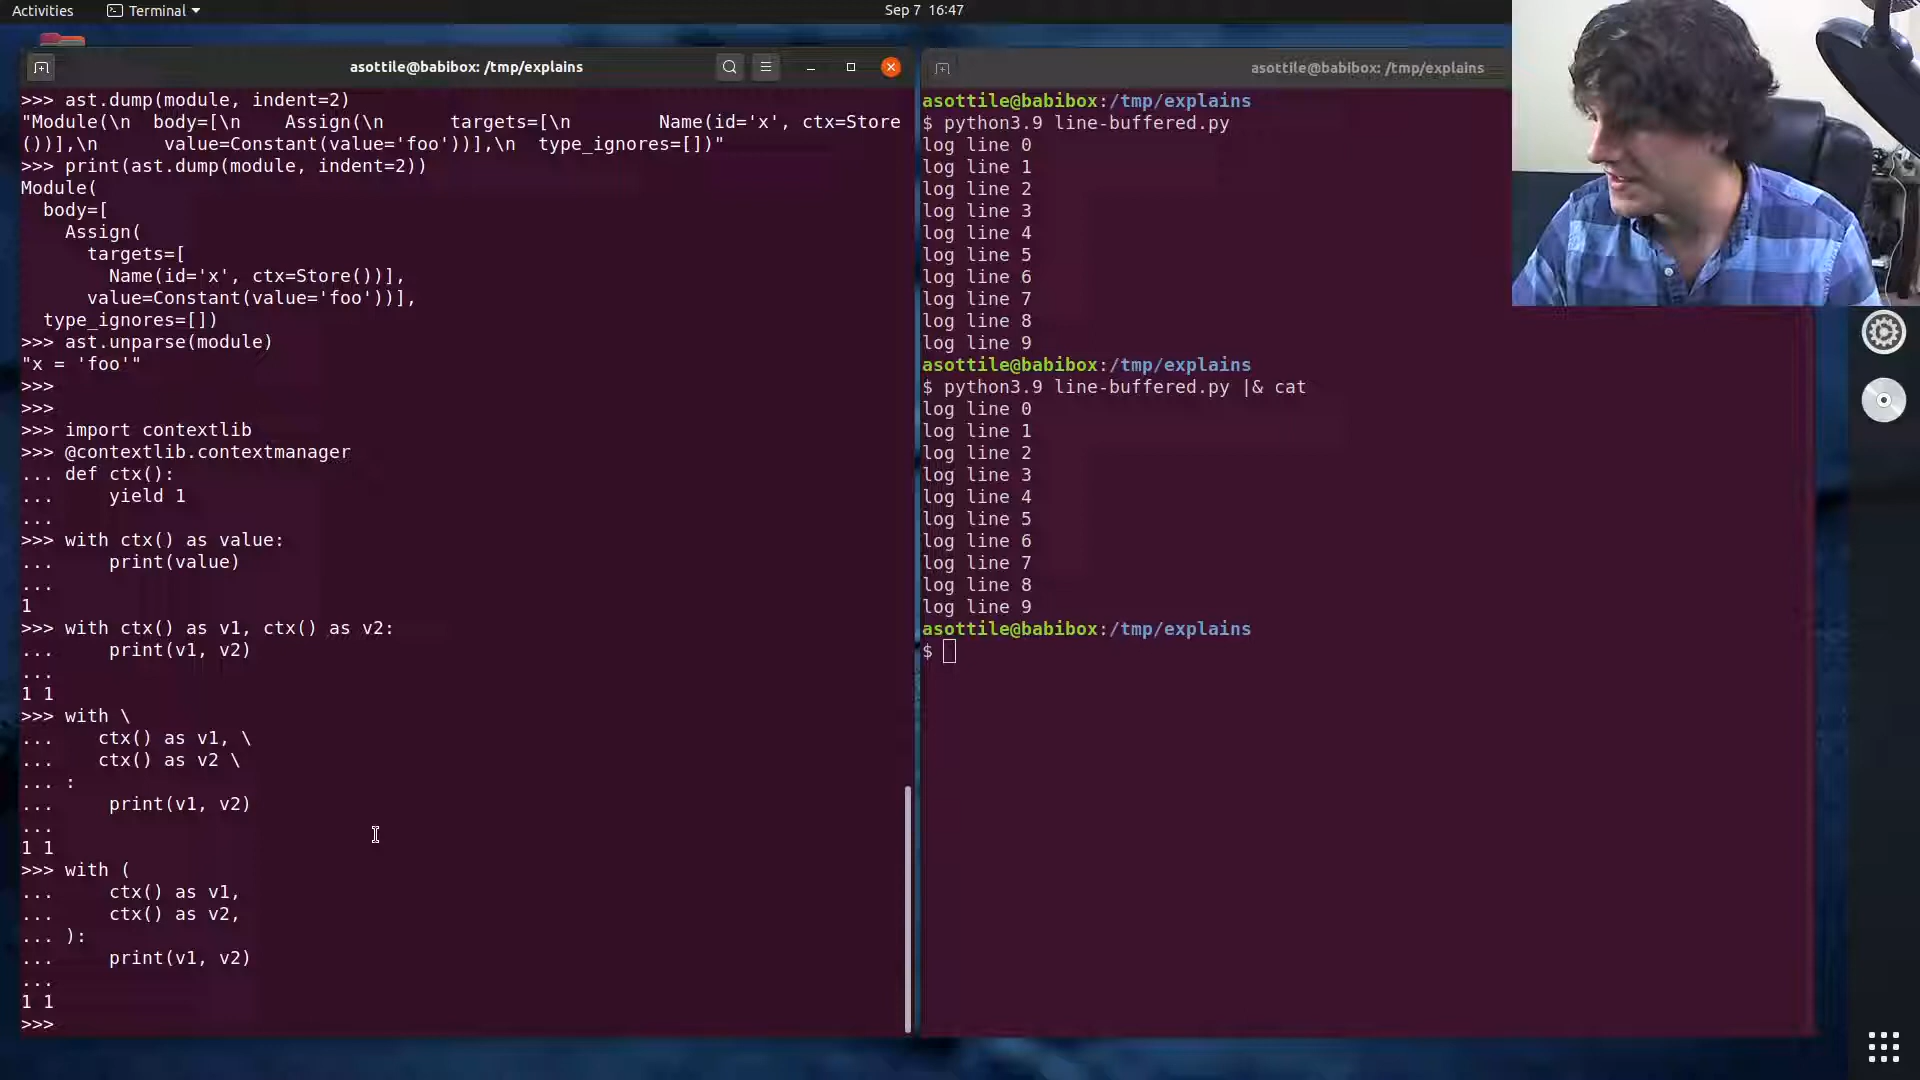 Activities
Terminal
Sep 7 16:47
asottile@babibox: /tmp/explains
>>> ast.dump(module, indent=2)
"Module(\n  body=[\n    Assign(\n      targets=[\n        Name(id='x', ctx=Store
())],\n      value=Constant(value='foo'))],\n  type_ignores=[])"
>>> print(ast.dump(module, indent=2))
Module(
  body=[
    Assign(
      targets=[
        Name(id='x', ctx=Store())],
      value=Constant(value='foo'))],
  type_ignores=[])
>>> ast.unparse(module)
"x = 'foo'"
>>>
>>>
>>> import contextlib
>>> @contextlib.contextmanager
... def ctx():
...     yield 1
...
>>> with ctx() as value:
...     print(value)
...
1
>>> with ctx() as v1, ctx() as v2:
...     print(v1, v2)
...
1 1
>>> with \
...    ctx() as v1, \
...    ctx() as v2 \
... :
...     print(v1, v2)
...
1 1
>>> with (
...     ctx() as v1,
...     ctx() as v2,
... ):
...     print(v1, v2)
...
1 1
>>>
asottile@babibox: /tmp/explains
asottile@babibox:/tmp/explains
$ python3.9 line-buffered.py
log line 0
log line 1
log line 2
log line 3
log line 4
log line 5
log line 6
log line 7
log line 8
log line 9
asottile@babibox:/tmp/explains
$ python3.9 line-buffered.py |& cat
log line 0
log line 1
log line 2
log line 3
log line 4
log line 5
log line 6
log line 7
log line 8
log line 9
asottile@babibox:/tmp/explains
$